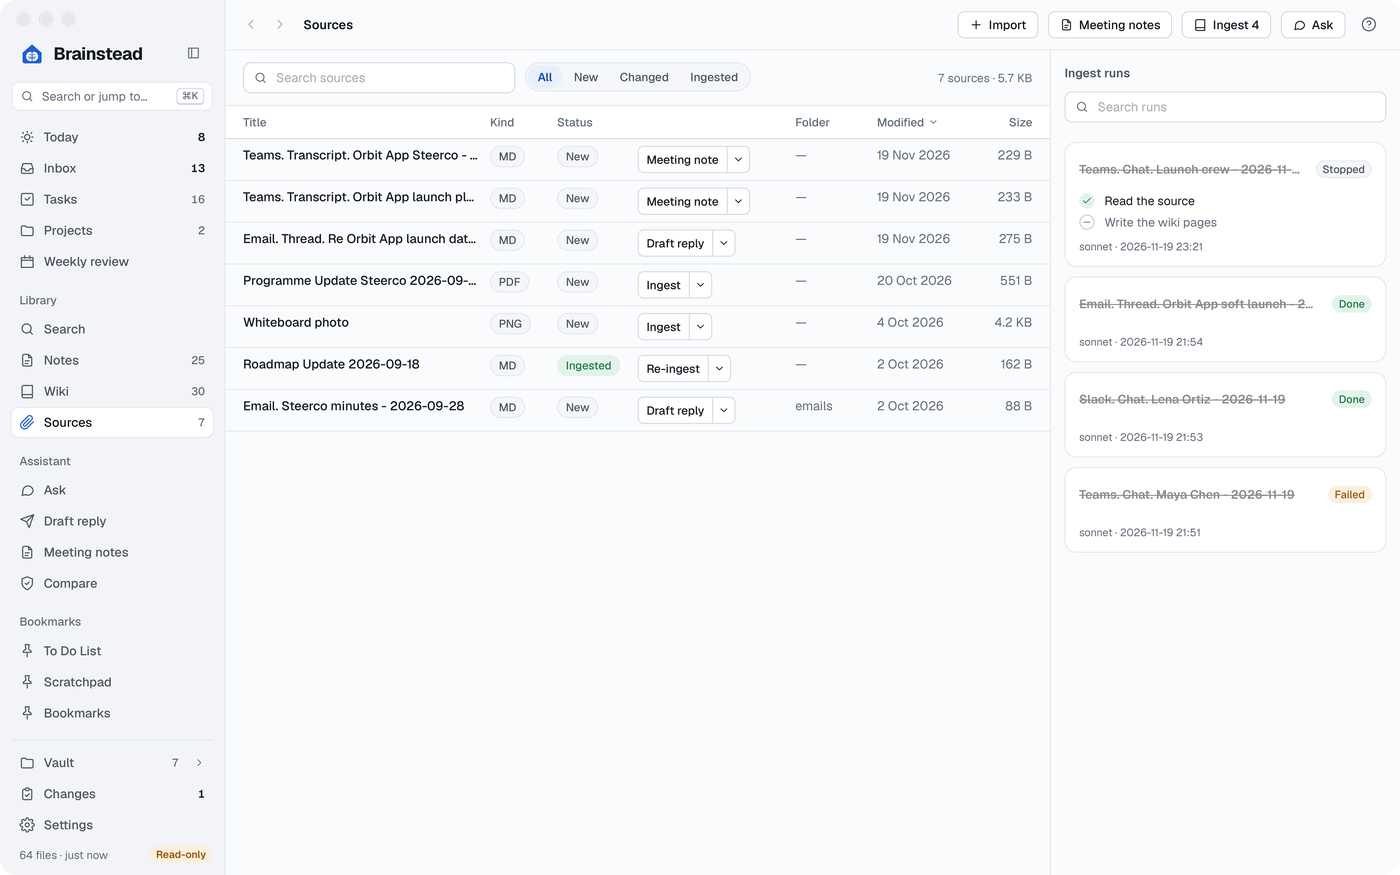 Brainstead
Search or jump to... ⌘K
Today 8
Inbox 13
Tasks 16
Projects 2
Weekly review
Library
Search
Notes 25
Wiki 30
Sources 7
Assistant
Ask
Draft reply
Meeting notes
Compare
Bookmarks
To Do List
Scratchpad
Bookmarks
Vault 7
Changes 1
Settings
64 files · just now Read-only
Sources
Import Meeting notes Ingest 4 Ask
Search sources All New Changed Ingested 7 sources · 5.7 KB
Title Kind Status Folder Modified Size
Teams. Transcript. Orbit App Steerco - ... MD New Meeting note — 19 Nov 2026 229 B
Teams. Transcript. Orbit App launch pl... MD New Meeting note — 19 Nov 2026 233 B
Email. Thread. Re Orbit App launch dat... MD New Draft reply — 19 Nov 2026 275 B
Programme Update Steerco 2026-09-... PDF New Ingest — 20 Oct 2026 551 B
Whiteboard photo PNG New Ingest — 4 Oct 2026 4.2 KB
Roadmap Update 2026-09-18 MD Ingested Re-ingest — 2 Oct 2026 162 B
Email. Steerco minutes - 2026-09-28 MD New Draft reply emails 2 Oct 2026 88 B
Ingest runs
Search runs
Teams. Chat. Launch crew - 2026-11-... Stopped
Read the source
Write the wiki pages
sonnet · 2026-11-19 23:21
Email. Thread. Orbit App soft launch - 2... Done
sonnet · 2026-11-19 21:54
Slack. Chat. Lena Ortiz - 2026-11-19 Done
sonnet · 2026-11-19 21:53
Teams. Chat. Maya Chen - 2026-11-19 Failed
sonnet · 2026-11-19 21:51